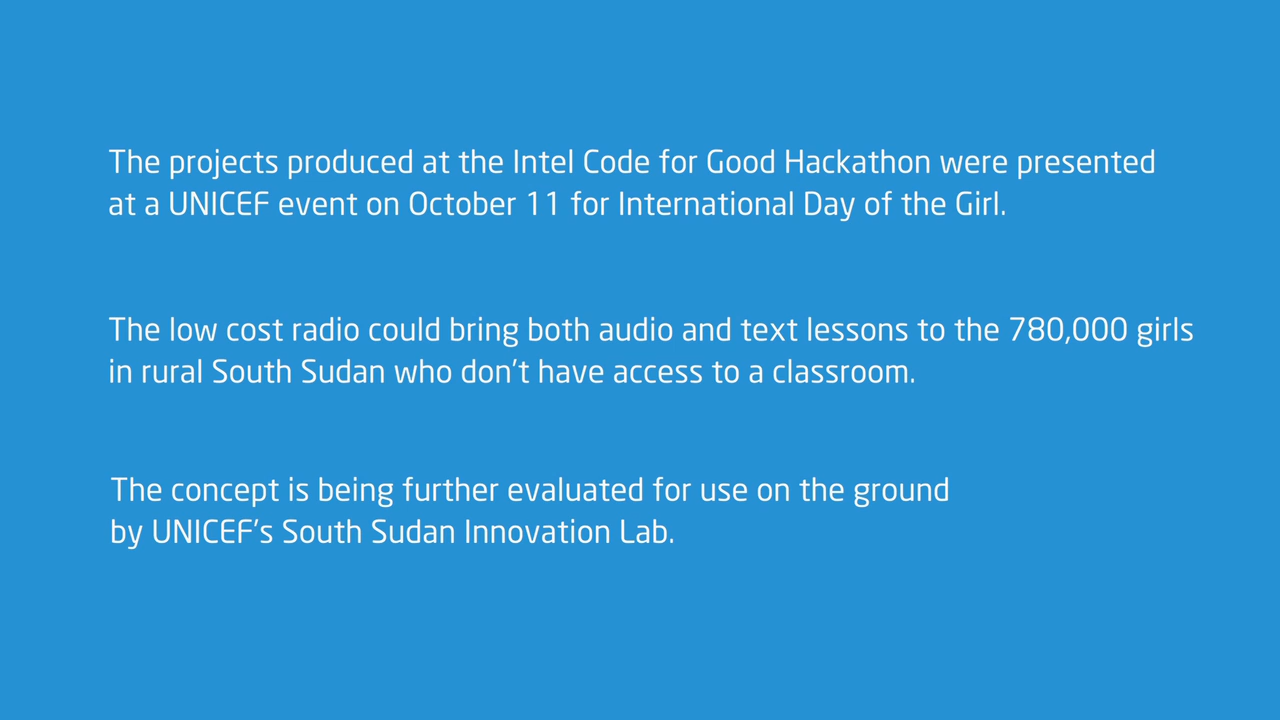 The projects produced at the Intel Code for Good Hackathon were presented
at a UNICEF event on October 11 for International Day of the Girl.
The low cost radio could bring both audio and text lessons to the 780,000 girls
in rural South Sudan who don’t have access to a classroom.
The concept is being further evaluated for use on the ground
by UNICEF’s South Sudan Innovation Lab.